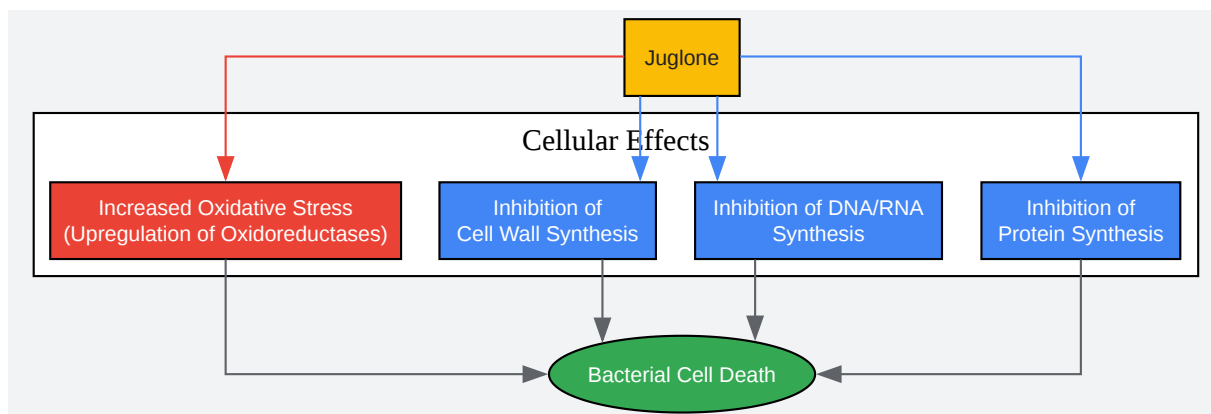 Juglone
Cellular Effects
Increased Oxidative Stress
(Upregulation of Oxidoreductases)
Inhibition of
Cell Wall Synthesis
Inhibition of DNA/RNA
Synthesis
Inhibition of
Protein Synthesis
Bacterial Cell Death